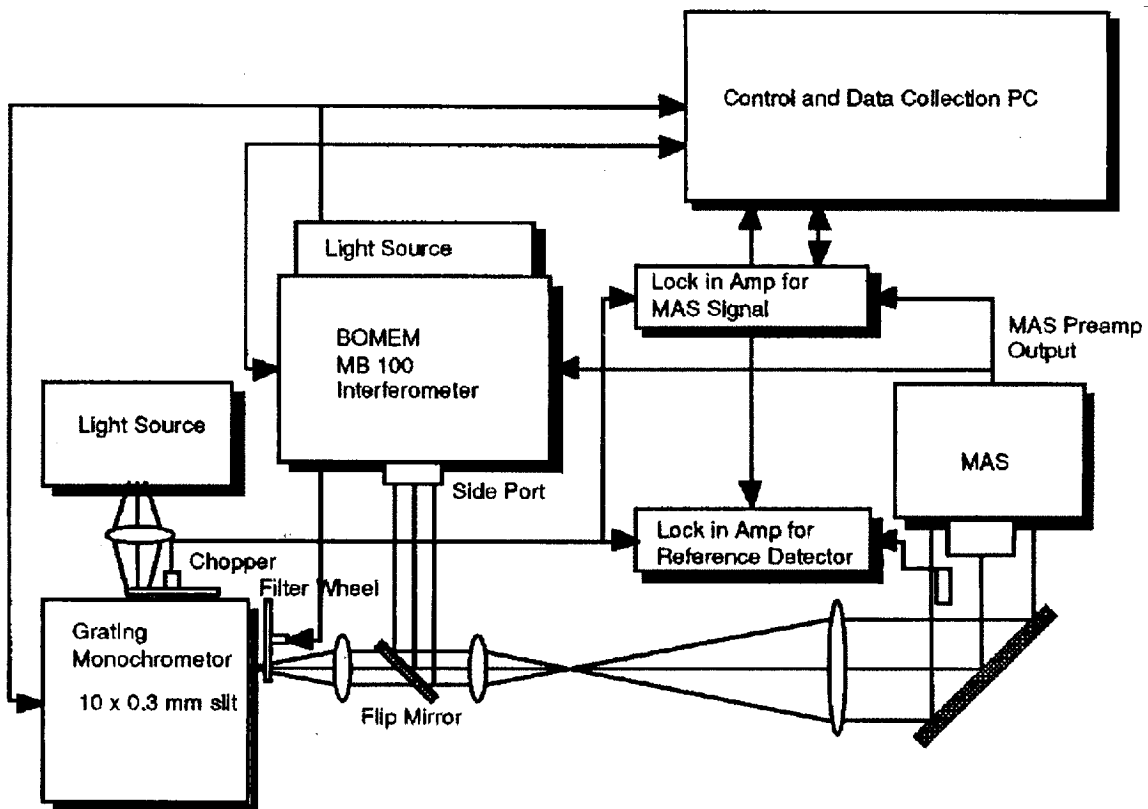 Control and Data Collection PC
Light Source
Lock in Amp for
MAS Signal
MAS Preamp
Output
BOMEM
MB 100
Interferometer
Light Source
MAS
Side Port
Lock in Amp for
Reference Detector
Chopper
Filter Wheel
Grating
Monochrometor
10 x 0.3 mm slit
Flip Mirror